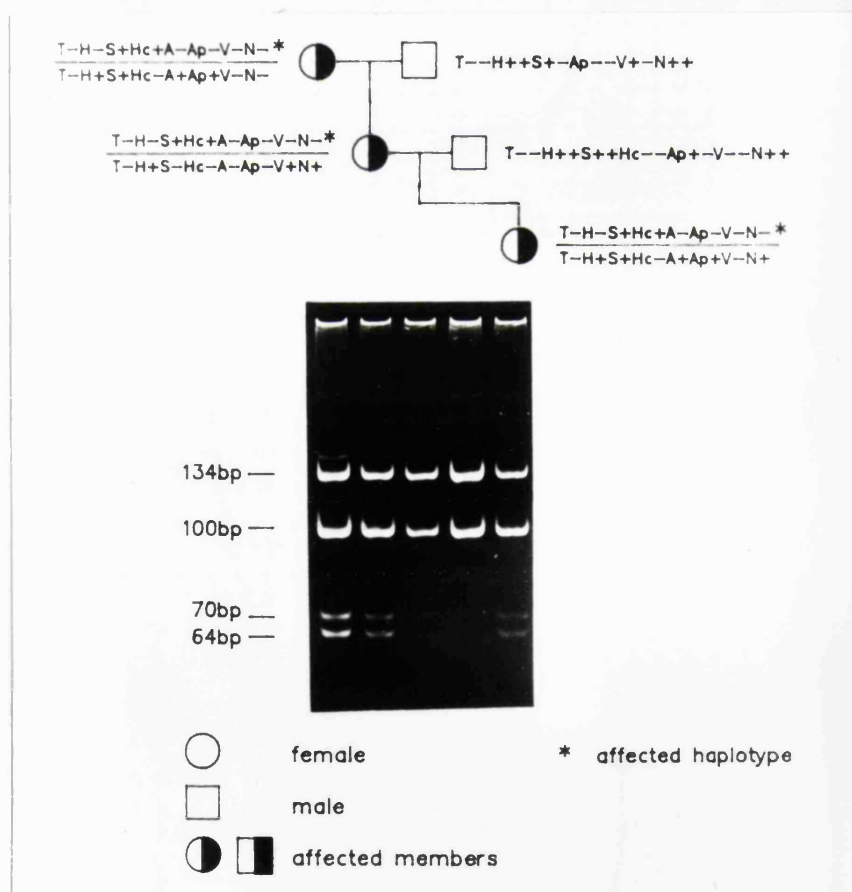 T-H-S+Hc+A-Ap-V-N-*
T-H+S+Hc-A+Ap+V-N-
T--H++S+-Ap--V+-N++
T-H-S+Hc+A-Ap-V-N-*
T-H+S-Hc-A-Ap-V+N+
T--H++S++Hc--Ap+-V--N++
T-H-S+Hc+A-Ap-V-N-*
T-H+S+Hc-A+Ap+V-N+
134bp
100bp
70bp
64bp
female
* affected haplotype
male
affected members